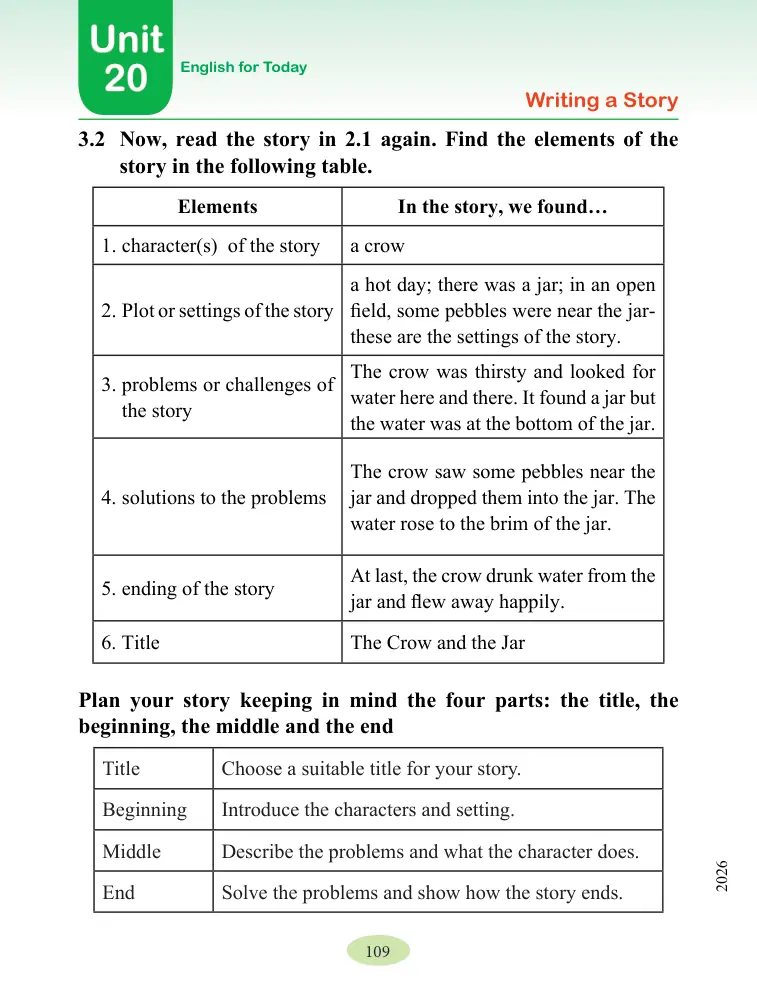 Unit
20
English for Today
Writing a Story
3.2 Now, read the story in 2.1 again. Find the elements of the
story in the following table.
Elements
In the story, we found…
1. character(s) of the story
a crow
2. Plot or settings of the story
a hot day; there was a jar; in an open
field, some pebbles were near the jar-
these are the settings of the story.
3. problems or challenges of
the story
The crow was thirsty and looked for
water here and there. It found a jar but
the water was at the bottom of the jar.
4. solutions to the problems
The crow saw some pebbles near the
jar and dropped them into the jar. The
water rose to the brim of the jar.
5. ending of the story
At last, the crow drunk water from the
jar and flew away happily.
6. Title
The Crow and the Jar
Plan your story keeping in mind the four parts: the title, the
beginning, the middle and the end
Title
Choose a suitable title for your story.
Beginning
Introduce the characters and setting.
Middle
Describe the problems and what the character does.
End
Solve the problems and show how the story ends.
2026
109